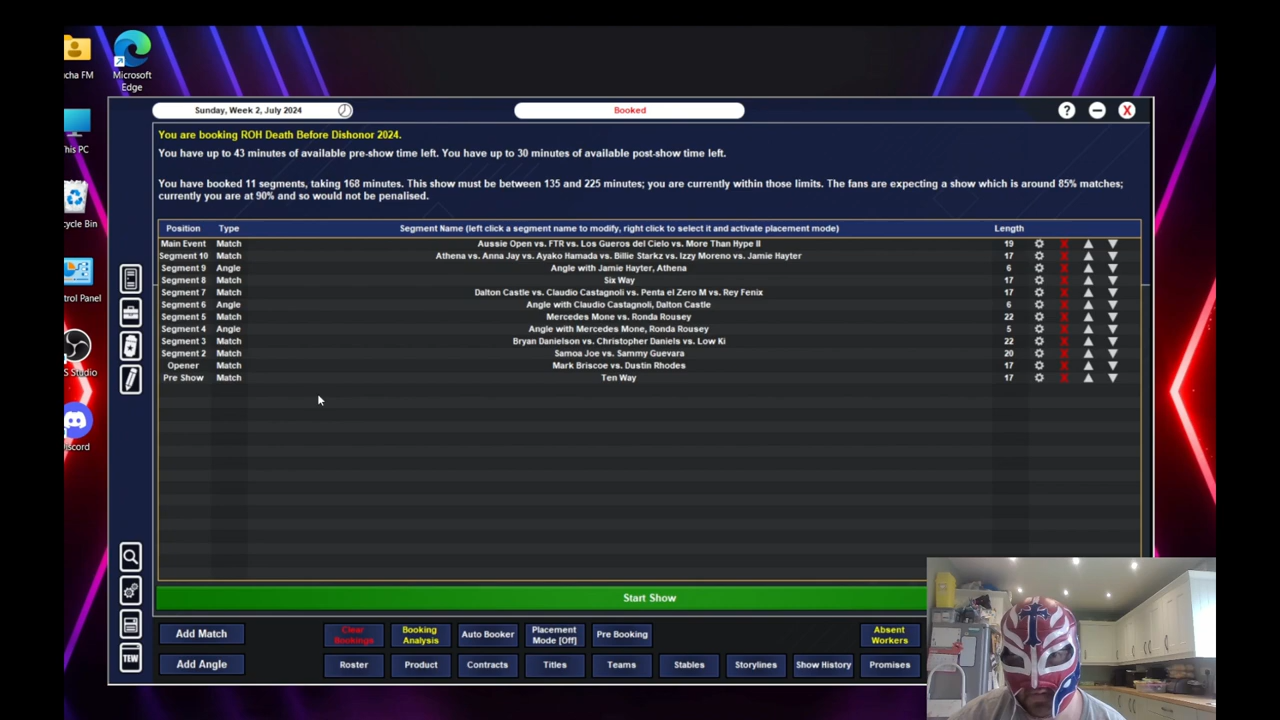 cha FM
Microsoft
Edge
his PC
cycle Bin
trol Panel
S Studio
iscord
Sunday, Week 2, July 2024
Booked
?
X
You are booking ROH Death Before Dishonor 2024.
You have up to 43 minutes of available pre-show time left. You have up to 30 minutes of available post-show time left.
You have booked 11 segments, taking 168 minutes. This show must be between 135 and 225 minutes; you are currently within those limits. The fans are expecting a show which is around 85% matches;
currently you are at 90% and so would not be penalised.
Position Type Segment Name (left click a segment name to modify, right click to select it and activate placement mode) Length
Main Event Match Aussie Open vs. FTR vs. Los Gueros del Cielo vs. More Than Hype II 19 X
Segment 10 Match Athena vs. Anna Jay vs. Ayako Hamada vs. Billie Starkz vs. Izzy Moreno vs. Jamie Hayter 17 X
Segment 9 Angle Angle with Jamie Hayter, Athena 6 X
Segment 8 Match Six Way 17 X
Segment 7 Match Dalton Castle vs. Claudio Castagnoli vs. Penta el Zero M vs. Rey Fenix 17 X
Segment 6 Angle Angle with Claudio Castagnoli, Dalton Castle 6 X
Segment 5 Match Mercedes Mone vs. Ronda Rousey 22 X
Segment 4 Angle Angle with Mercedes Mone, Ronda Rousey 5 X
Segment 3 Match Bryan Danielson vs. Christopher Daniels vs. Low Ki 22 X
Segment 2 Match Samoa Joe vs. Sammy Guevara 20 X
Opener Match Mark Briscoe vs. Dustin Rhodes 17 X
Pre Show Match Ten Way 17 X
Start Show
Add Match
Clear
Bookings
Booking
Analysis
Auto Booker
Placement
Mode [Off]
Pre Booking
Absent
Workers
TEW
Add Angle
Roster
Product
Contracts
Titles
Teams
Stables
Storylines
Show History
Promises